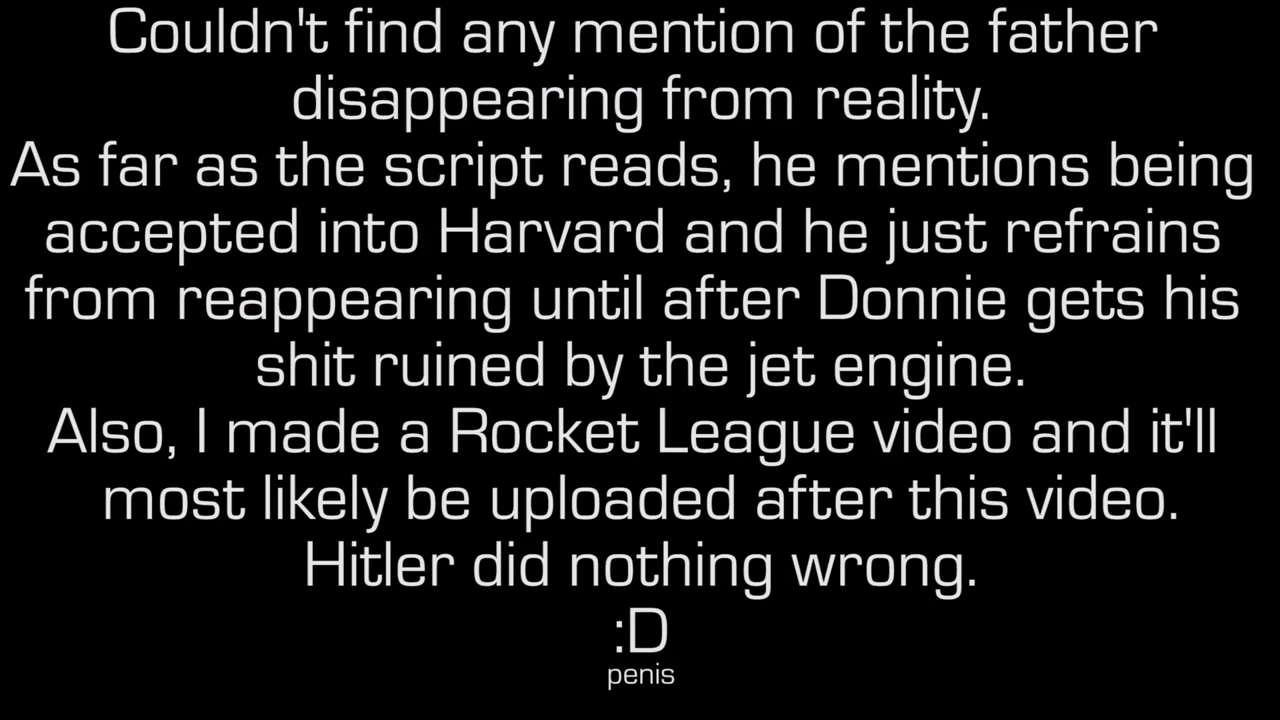 Couldn't find any mention of the father
disappearing from reality.
As far as the script reads, he mentions being
accepted into Harvard and he just refrains
from reappearing until after Donnie gets his
shit ruined by the jet engine.
Also, I made a Rocket League video and it'll
most likely be uploaded after this video.
Hitler did nothing wrong.
:D
penis